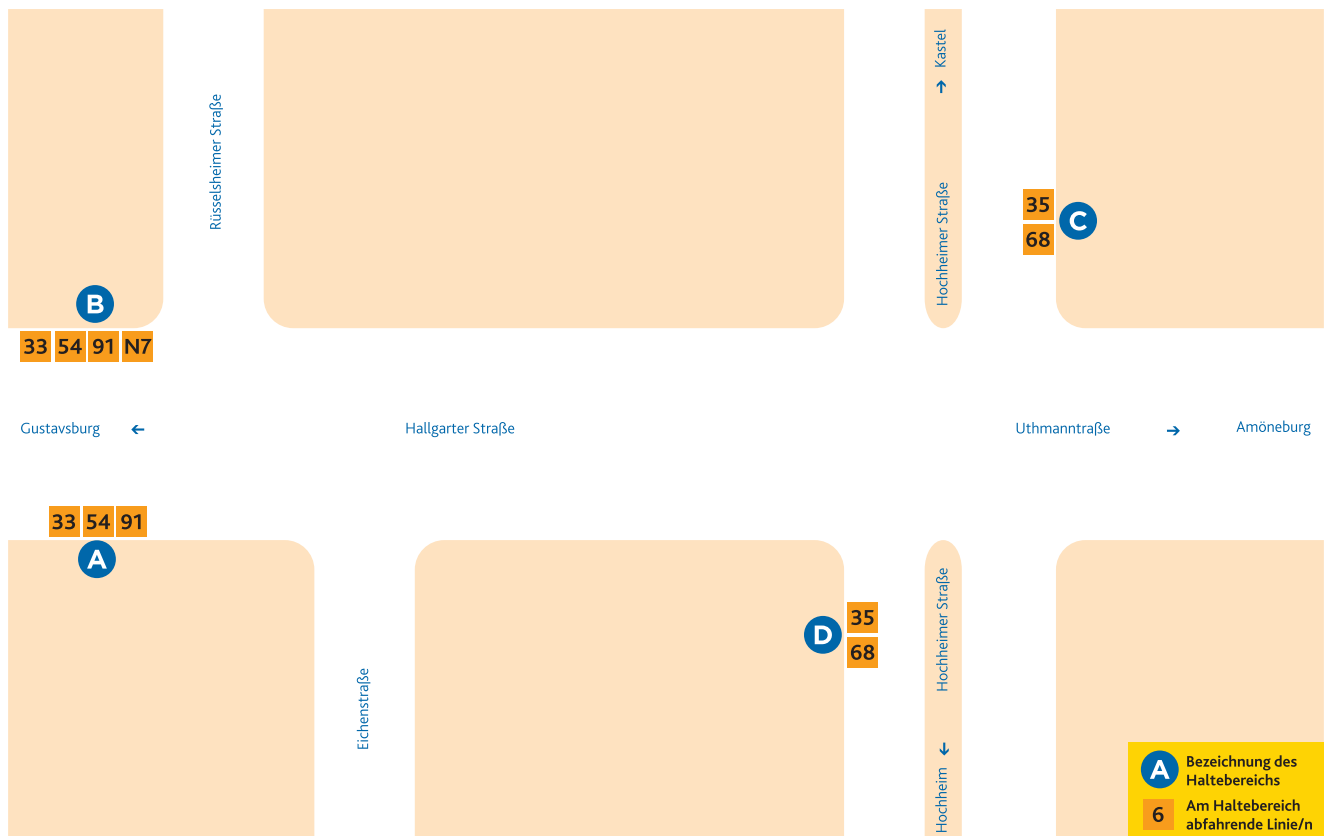 Kastel
Rüsselsheimer Straße
Hochheimer Straße
35
68
C
B
33 54 91 N7
Gustavsburg
Hallgarter Straße
Uthmanntraße
Amöneburg
33 54 91
A
35
68
D
Hochheimer Straße
Eichenstraße
Hochheim
A Bezeichnung des
Haltebereichs
6 Am Haltebereich
abfahrende Linie/n